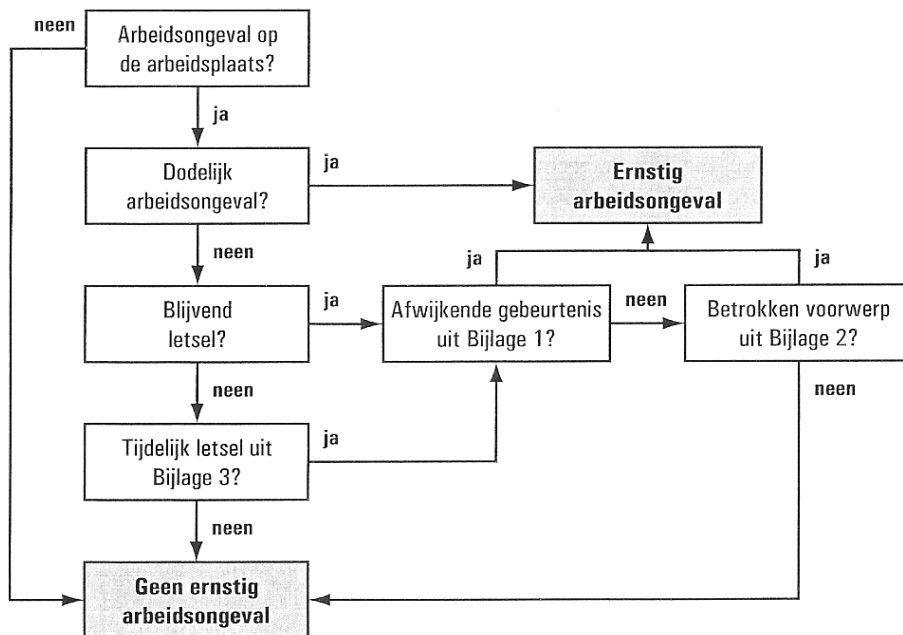 neen
Arbeidsongeval op
de arbeidsplaats?
ja
Dodelijk
arbeidsongeval?
ja
Ernstig
arbeidsongeval
neen
ja
ja
Blijvend
letsel?
ja
Afwijkende gebeurtenis
uit Bijlage 1?
neen
Betrokken voorwerp
uit Bijlage 2?
neen
neen
Tijdelijk letsel uit
Bijlage 3?
ja
neen
Geen ernstig
arbeidsongeval